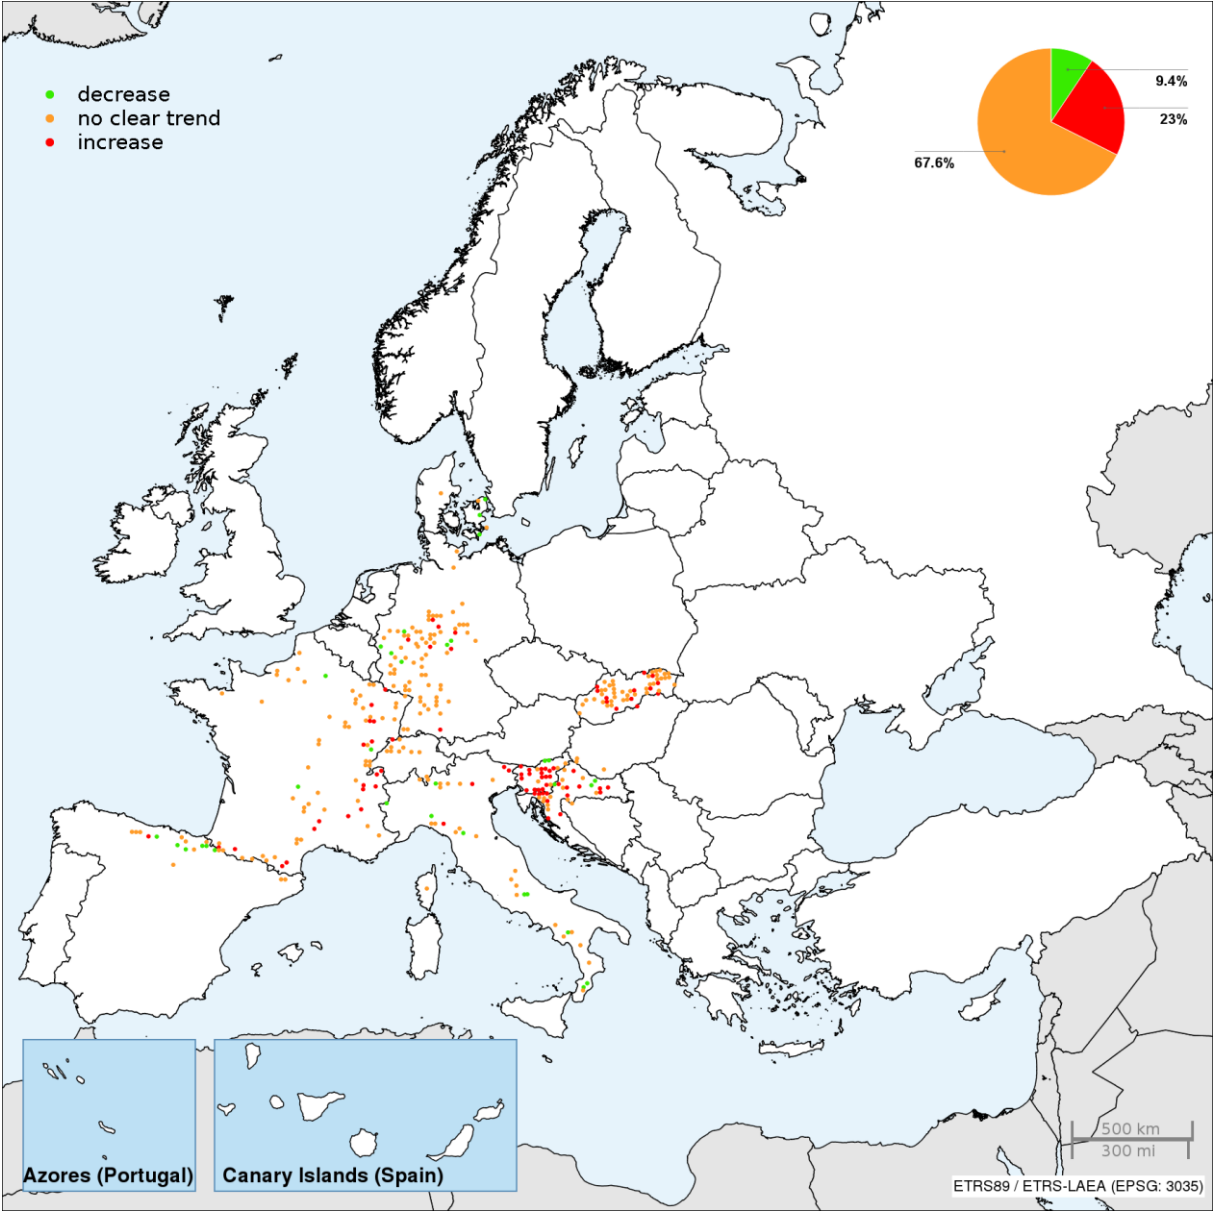 decrease
no clear trend
increase
9.4%
23%
67.6%
Azores (Portugal)
Canary Islands (Spain)
500 km
300 mi
ETRS89 / ETRS-LAEA (EPSG: 3035)